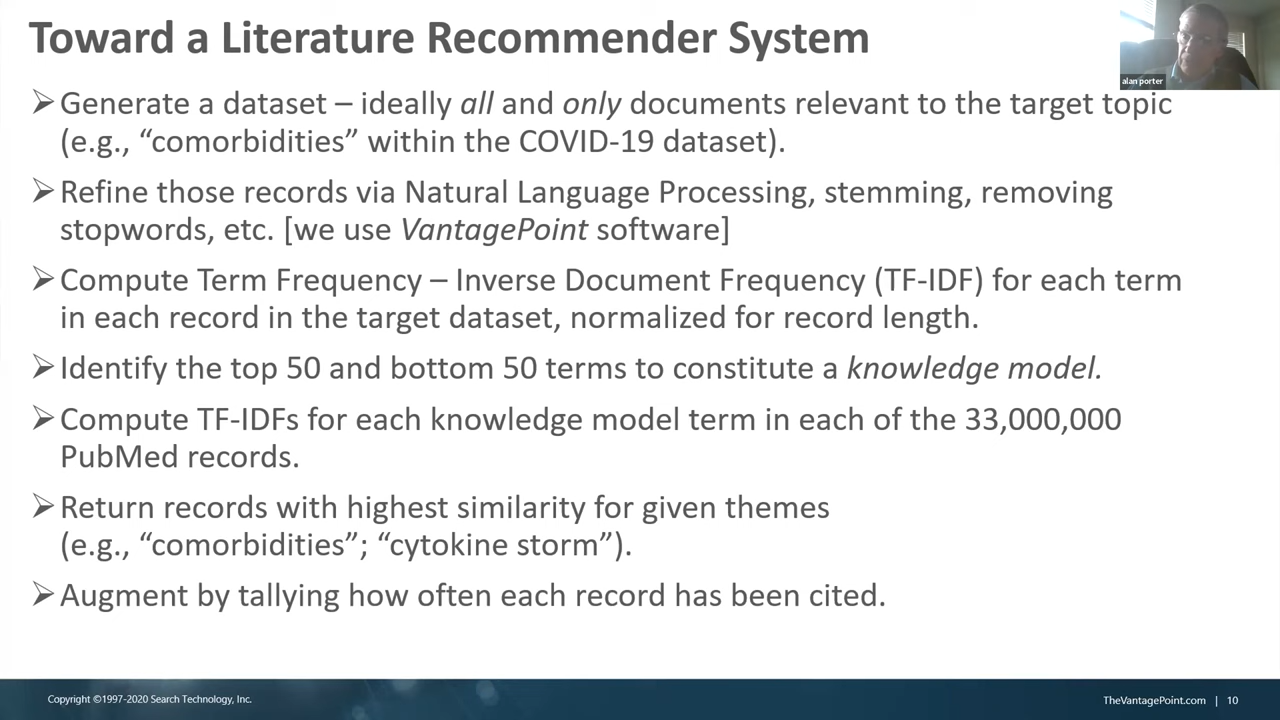 Toward a Literature Recommender System
alan porter
➢Generate a dataset – ideally all and only documents relevant to the target topic
(e.g., “comorbidities” within the COVID-19 dataset).
➢Refine those records via Natural Language Processing, stemming, removing
stopwords, etc. [we use VantagePoint software]
➢Compute Term Frequency – Inverse Document Frequency (TF-IDF) for each term
in each record in the target dataset, normalized for record length.
➢Identify the top 50 and bottom 50 terms to constitute a knowledge model.
➢Compute TF-IDFs for each knowledge model term in each of the 33,000,000
PubMed records.
➢Return records with highest similarity for given themes
(e.g., “comorbidities”; “cytokine storm”).
➢Augment by tallying how often each record has been cited.
Copyright ©1997-2020 Search Technology, Inc.
TheVantagePoint.com | 10